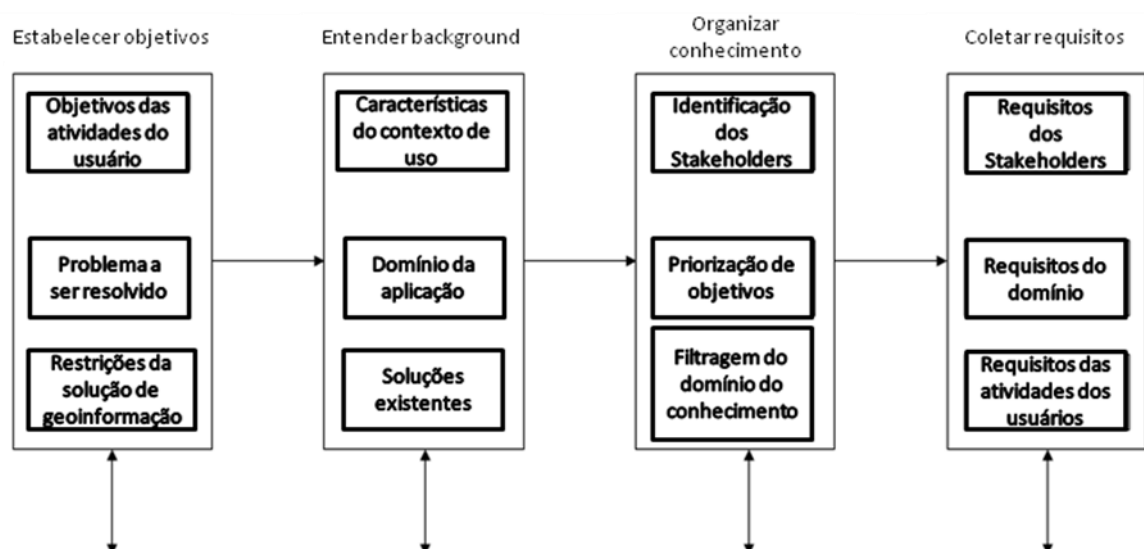 Estabelecer objetivos
Objetivos das
atividades do
usuário
Problema a
ser resolvido
Restrições da
solução de
geoinformação
Entender background
Características
do contexto de
uso
Domínio da
aplicação
Soluções
existentes
Organizar
conhecimento
Identificação
dos
Stakeholders
Priorização de
objetivos
Filtragem do
domínio do
conhecimento
Coletar requisitos
Requisitos
dos
Stakeholders
Requisitos do
domínio
Requisitos das
atividades dos
usuários